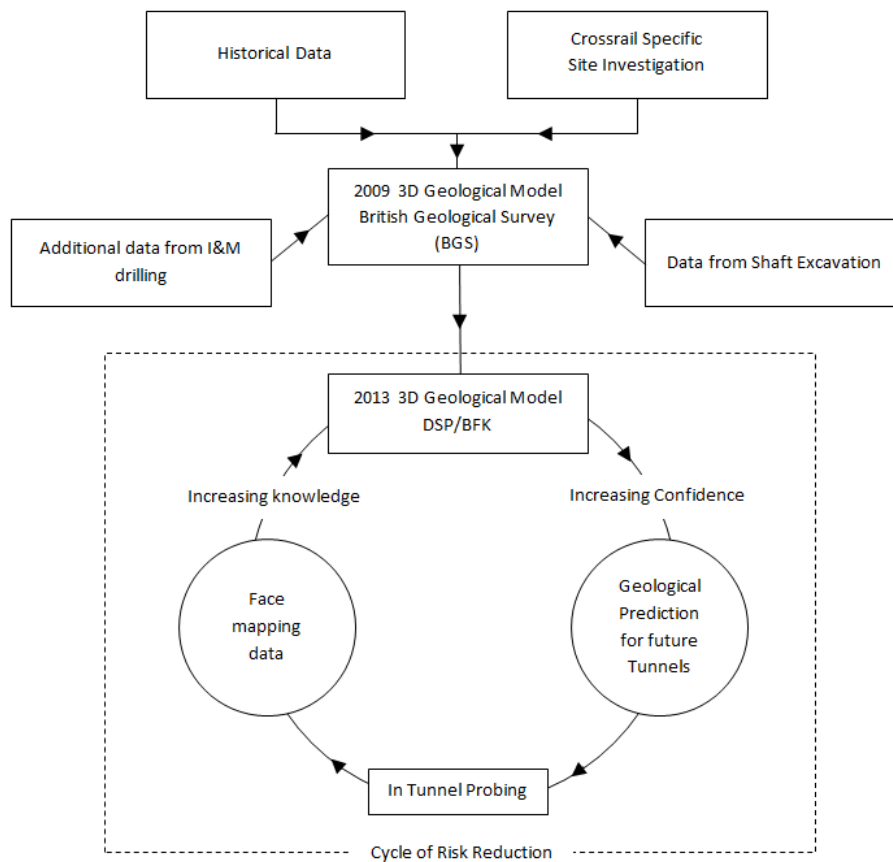 Historical Data
Crossrail Specific
Site Investigation
2009 3D Geological Model
British Geological Survey
(BGS)
Additional data from I&M
drilling
Data from Shaft Excavation
2013 3D Geological Model
DSP/BFK
Increasing knowledge
Increasing Confidence
Face
mapping
data
Geological
Prediction
for future
Tunnels
In Tunnel Probing
Cycle of Risk Reduction